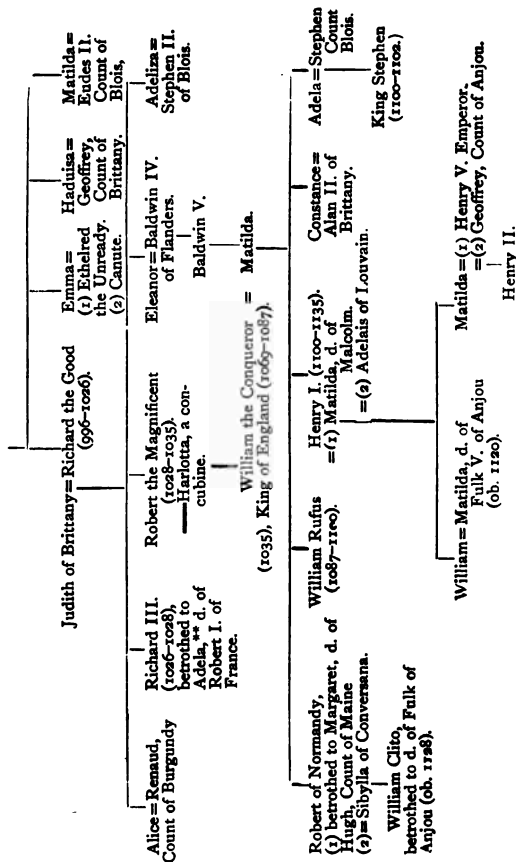 Judith of Brittany=Richard the Good
(996-1026).
Emma=
(1) Ethelred
the Unready.
(2) Canute.
Haduisa=
Geoffrey,
Count of
Brittany.
Matilda=
Eudes II.
Count of
Blois,
Alice=Renaud,
Count of Burgundy
Richard III.
(1026-1028),
betrothed to
Adela,** d. of
Robert I. of
France.
Robert the Magnificent
(1028-1035).
—Harlotta, a con-
cubine.
Eleanor=Baldwin IV.
of Flanders.
Baldwin V.
Adeliza=
Stephen II.
of Blois.
William the Conqueror = Matilda.
(1035), King of England (1069-1087).
Robert of Normandy,
(1) betrothed to Margaret, d. of
Hugh, Count of Maine
(2)=Sibylla of Conversana.
William Clito,
betrothed to d. of Fulk of
Anjou (ob. 1128).
William Rufus
(1087-1100).
Henry I. (1100-1135).
=(1) Matilda, d. of
Malcolm.
=(2) Adelais of Louvain.
Constance=
Alan II. of
Brittany.
Adela=Stephen
Count
Blois.
King Stephen
(1100-1102.)
William=Matilda, d. of
Fulk V. of Anjou
(ob. 1120).
Matilda=(1) Henry V. Emperor.
=(2) Geoffrey, Count of Anjou.
Henry II.